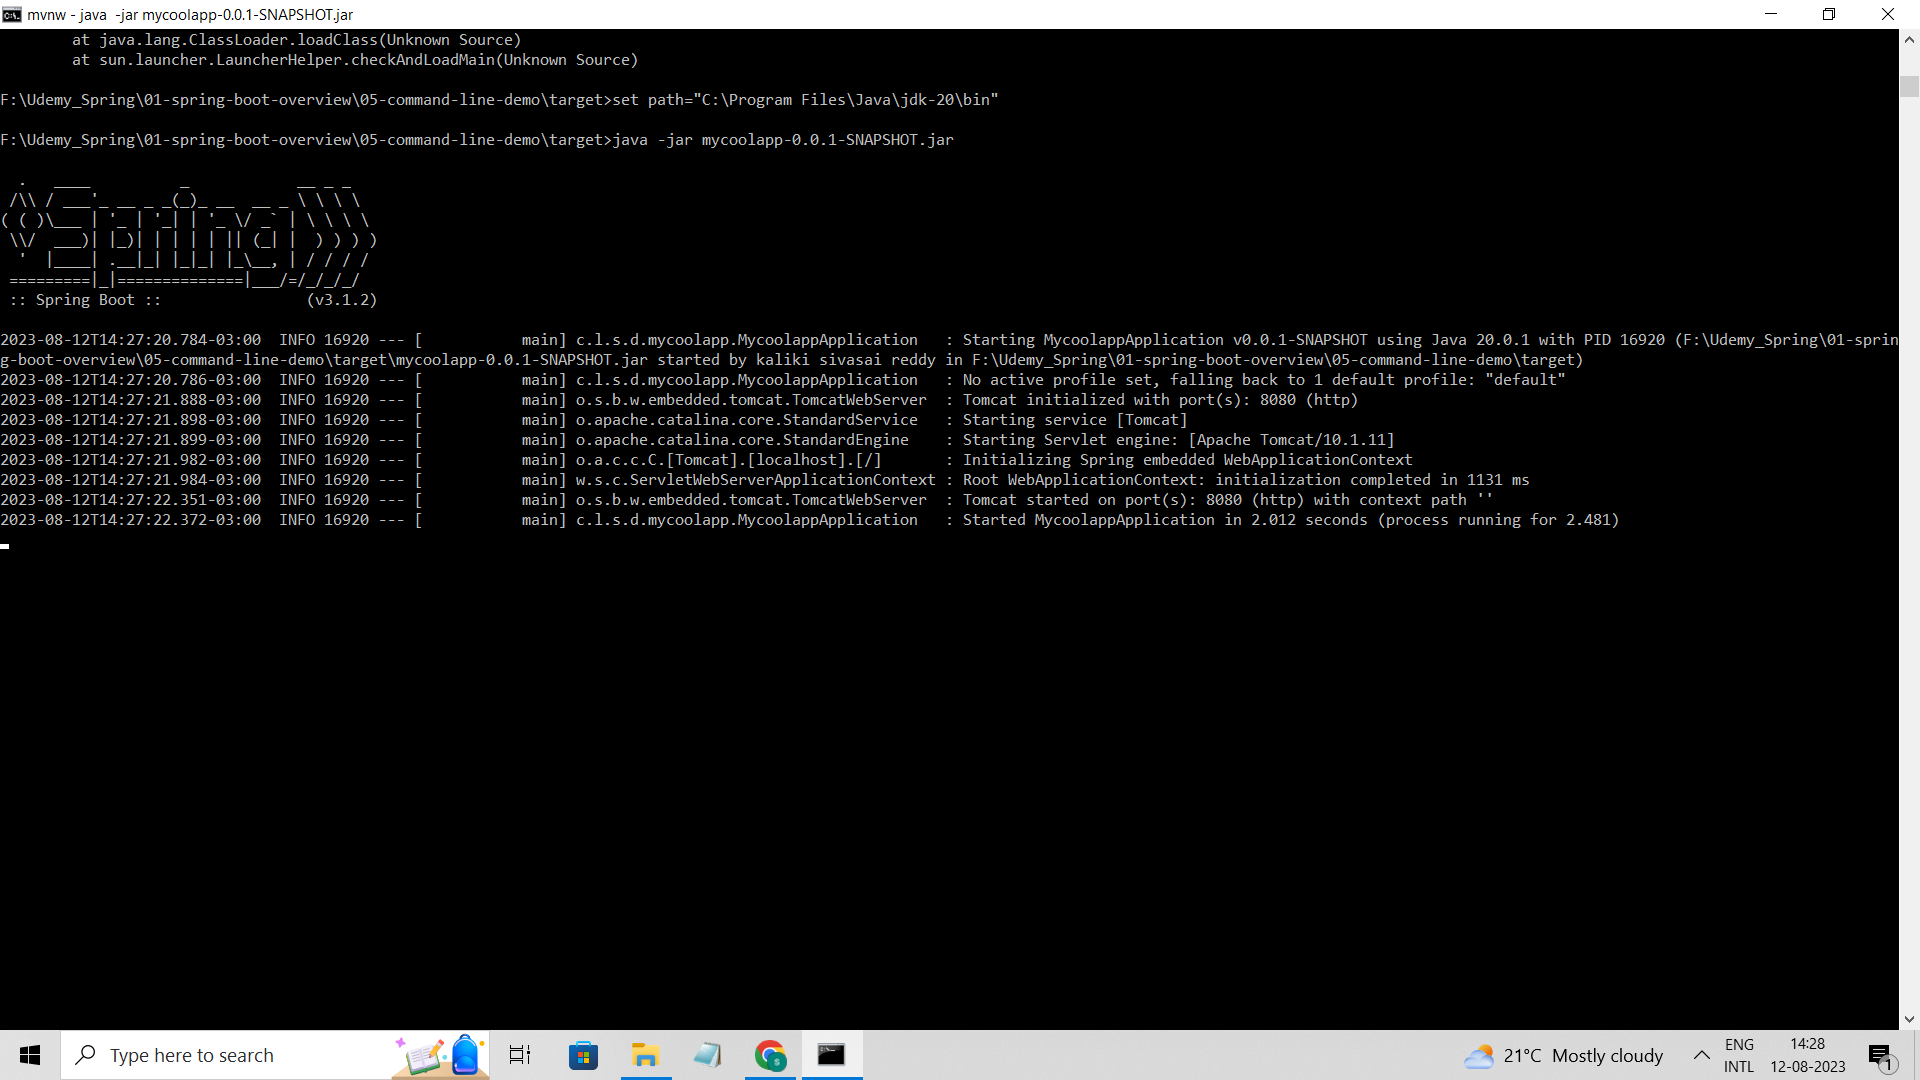 mvnw - java  -jar mycoolapp-0.0.1-SNAPSHOT.jar
        at java.lang.ClassLoader.loadClass(Unknown Source)
        at sun.launcher.LauncherHelper.checkAndLoadMain(Unknown Source)
F:\Udemy_Spring\01-spring-boot-overview\05-command-line-demo\target>set path="C:\Program Files\Java\jdk-20\bin"
F:\Udemy_Spring\01-spring-boot-overview\05-command-line-demo\target>java -jar mycoolapp-0.0.1-SNAPSHOT.jar
  .   ____          _            __ _ _
 /\\ / ___'_ __ _ _(_)_ __  __ _ \ \ \ \
( ( )\___ | '_ | '_| | '_ \/ _` | \ \ \ \
 \\/  ___)| |_)| | | | | || (_| |  ) ) ) )
  '  |____| .__|_| |_|_| |_\__, | / / / /
 =========|_|==============|___/=/_/_/_/
 :: Spring Boot ::                (v3.1.2)
2023-08-12T14:27:20.784-03:00  INFO 16920 --- [           main] c.l.s.d.mycoolapp.MycoolappApplication   : Starting MycoolappApplication v0.0.1-SNAPSHOT using Java 20.0.1 with PID 16920 (F:\Udemy_Spring\01-sprin
g-boot-overview\05-command-line-demo\target\mycoolapp-0.0.1-SNAPSHOT.jar started by kaliki sivasai reddy in F:\Udemy_Spring\01-spring-boot-overview\05-command-line-demo\target)
2023-08-12T14:27:20.786-03:00  INFO 16920 --- [           main] c.l.s.d.mycoolapp.MycoolappApplication   : No active profile set, falling back to 1 default profile: "default"
2023-08-12T14:27:21.888-03:00  INFO 16920 --- [           main] o.s.b.w.embedded.tomcat.TomcatWebServer  : Tomcat initialized with port(s): 8080 (http)
2023-08-12T14:27:21.898-03:00  INFO 16920 --- [           main] o.apache.catalina.core.StandardService   : Starting service [Tomcat]
2023-08-12T14:27:21.899-03:00  INFO 16920 --- [           main] o.apache.catalina.core.StandardEngine    : Starting Servlet engine: [Apache Tomcat/10.1.11]
2023-08-12T14:27:21.982-03:00  INFO 16920 --- [           main] o.a.c.c.C.[Tomcat].[localhost].[/]       : Initializing Spring embedded WebApplicationContext
2023-08-12T14:27:21.984-03:00  INFO 16920 --- [           main] w.s.c.ServletWebServerApplicationContext : Root WebApplicationContext: initialization completed in 1131 ms
2023-08-12T14:27:22.351-03:00  INFO 16920 --- [           main] o.s.b.w.embedded.tomcat.TomcatWebServer  : Tomcat started on port(s): 8080 (http) with context path ''
2023-08-12T14:27:22.372-03:00  INFO 16920 --- [           main] c.l.s.d.mycoolapp.MycoolappApplication   : Started MycoolappApplication in 2.012 seconds (process running for 2.481)
Type here to search
21°C  Mostly cloudy
ENG
INTL
14:28
12-08-2023
1